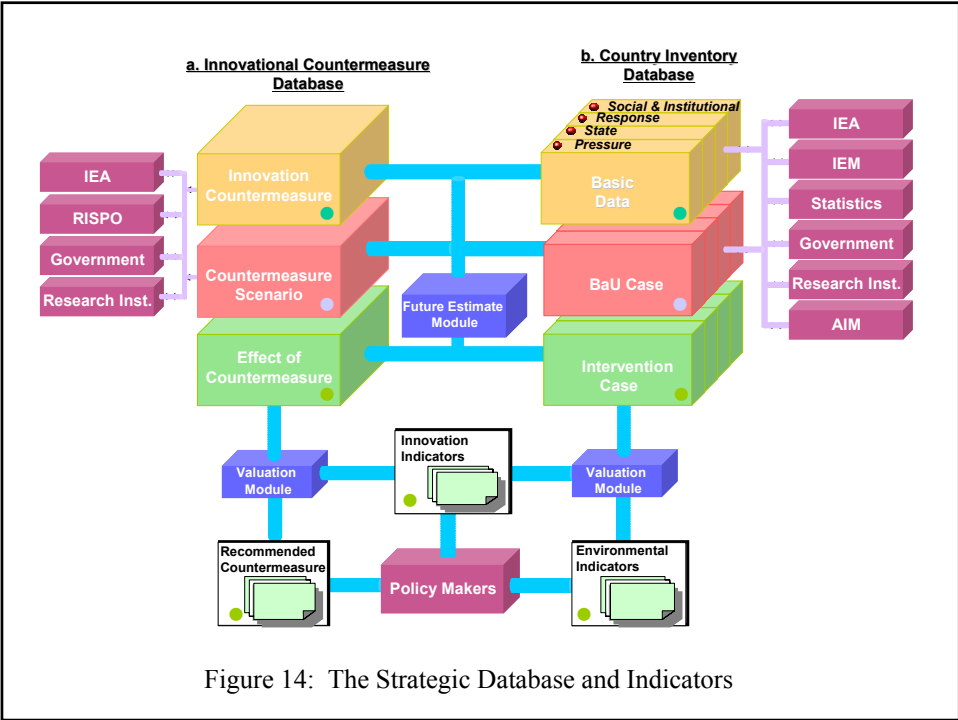 a. Innovational Countermeasure
Database
b. Country Inventory
Database
Social & Institutional
Response
State
Pressure
IEA
RISPO
Government
Research Inst.
Innovation
Countermeasure
Countermeasure
Scenario
Effect of
Countermeasure
Future Estimate
Module
Basic
Data
BaU Case
Intervention
Case
IEA
IEM
Statistics
Government
Research Inst.
AIM
Valuation
Module
Innovation
Indicators
Valuation
Module
Recommended
Countermeasure
Policy Makers
Environmental
Indicators
Figure 14: The Strategic Database and Indicators